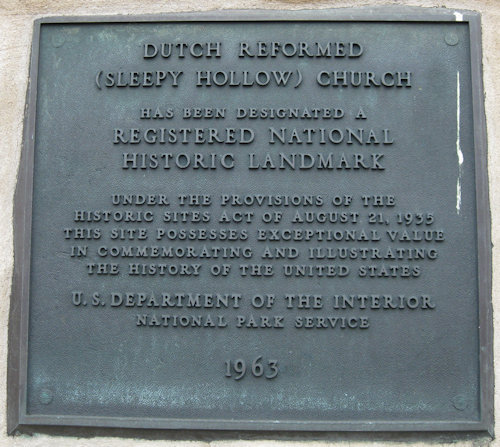 DUTCH REFORMED
(SLEEPY HOLLOW) CHURCH
HAS BEEN DESIGNATED A
REGISTERED NATIONAL
HISTORIC LANDMARK
UNDER THE PROVISIONS OF THE
HISTORIC SITES ACT OF AUGUST 21, 1935
THIS SITE POSSESSES EXCEPTIONAL VALUE
IN COMMEMORATING AND ILLUSTRATING
THE HISTORY OF THE UNITED STATES
U.S. DEPARTMENT OF THE INTERIOR
NATIONAL PARK SERVICE
1963